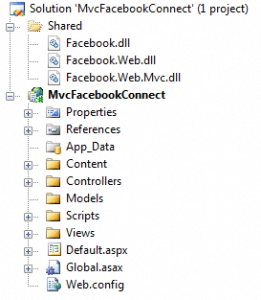 Solution 'MvcFacebookConnect' (1 project)
Shared
Facebook.dll
Facebook.Web.dll
Facebook.Web.Mvc.dll
MvcFacebookConnect
Properties
References
App_Data
Content
Controllers
Models
Scripts
Views
Default.aspx
Global.asax
Web.config